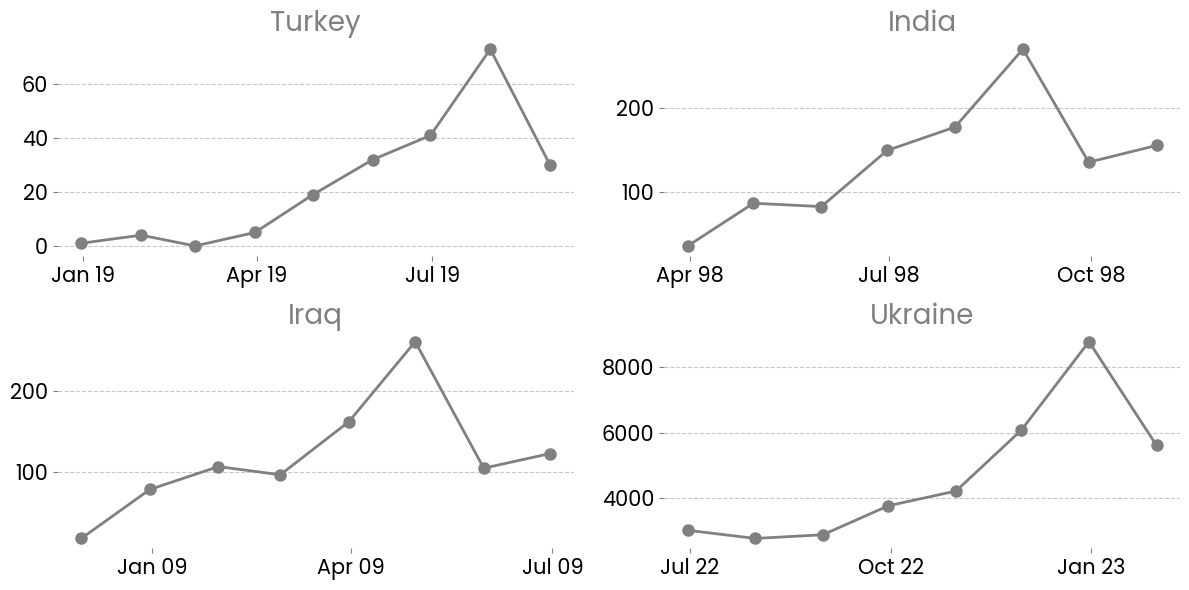 Turkey
60
40
20
0
Jan 19 Apr 19 Jul 19
India
200
100
Apr 98 Jul 98 Oct 98
Iraq
200
100
Jan 09 Apr 09 Jul 09
Ukraine
8000
6000
4000
Jul 22 Oct 22 Jan 23